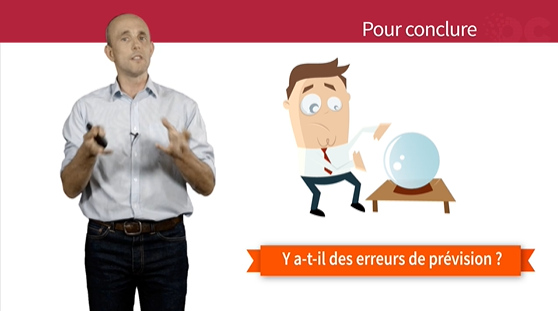 Pour conclure
Y a-t-il des erreurs de prévision ?